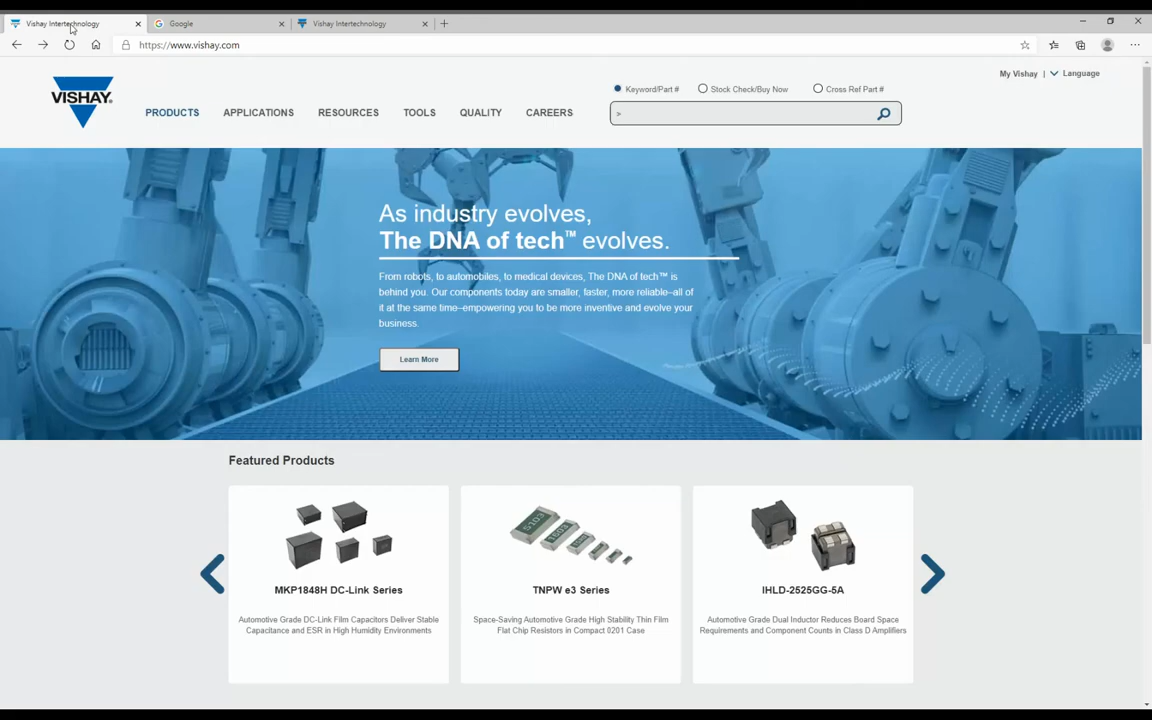 Vishay Intertechnology
Google
Vishay Intertechnology
https://www.vishay.com
My Vishay | Language
VISHAY®
PRODUCTS APPLICATIONS RESOURCES TOOLS QUALITY CAREERS
Keyword/Part # Stock Check/Buy Now Cross Ref Part #
»
As industry evolves,
The DNA of tech™ evolves.
From robots, to automobiles, to medical devices, The DNA of tech™ is
behind you. Our components today are smaller, faster, more reliable–all of
it at the same time–empowering you to be more inventive and evolve your
business.
Learn More
Featured Products
MKP1848H DC-Link Series
Automotive Grade DC-Link Film Capacitors Deliver Stable
Capacitance and ESR in High Humidity Environments
5103
TNPW e3 Series
Space-Saving Automotive Grade High Stability Thin Film
Flat Chip Resistors in Compact 0201 Case
IHLD-2525GG-5A
Automotive Grade Dual Inductor Reduces Board Space
Requirements and Component Counts in Class D Amplifiers